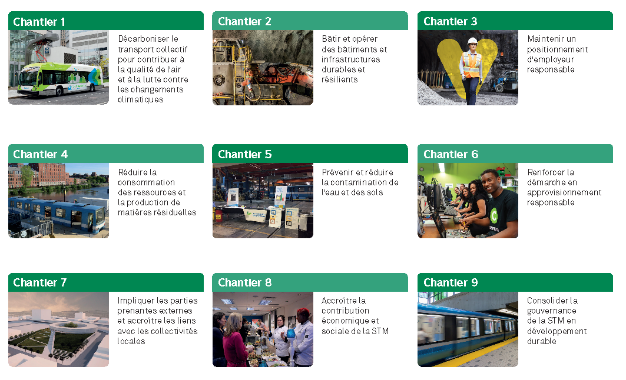 Chantier 1
Décarboniser le
transport collectif
pour contribuer à
la qualité de l'air
et à la lutte contre
les changements
climatiques
Chantier 2
Bâtir et opérer
des bâtiments et
infrastructures
durables et
résilients
Chantier 3
Maintenir un
positionnement
d'employeur
responsable
Chantier 4
Réduire la
consommation
des ressources et
la production de
matières résiduelles
Chantier 5
Prévenir et réduire
la contamination de
l'eau et des sols
Chantier 6
Renforcer la
démarche en
approvisionnement
responsable
Chantier 7
Impliquer les parties
prenantes externes
et accroître les liens
avec les collectivités
locales
Chantier 8
Accroître la
contribution
économique et
sociale de la STM
Chantier 9
Consolider la
gouvernance
de la STM en
développement
durable